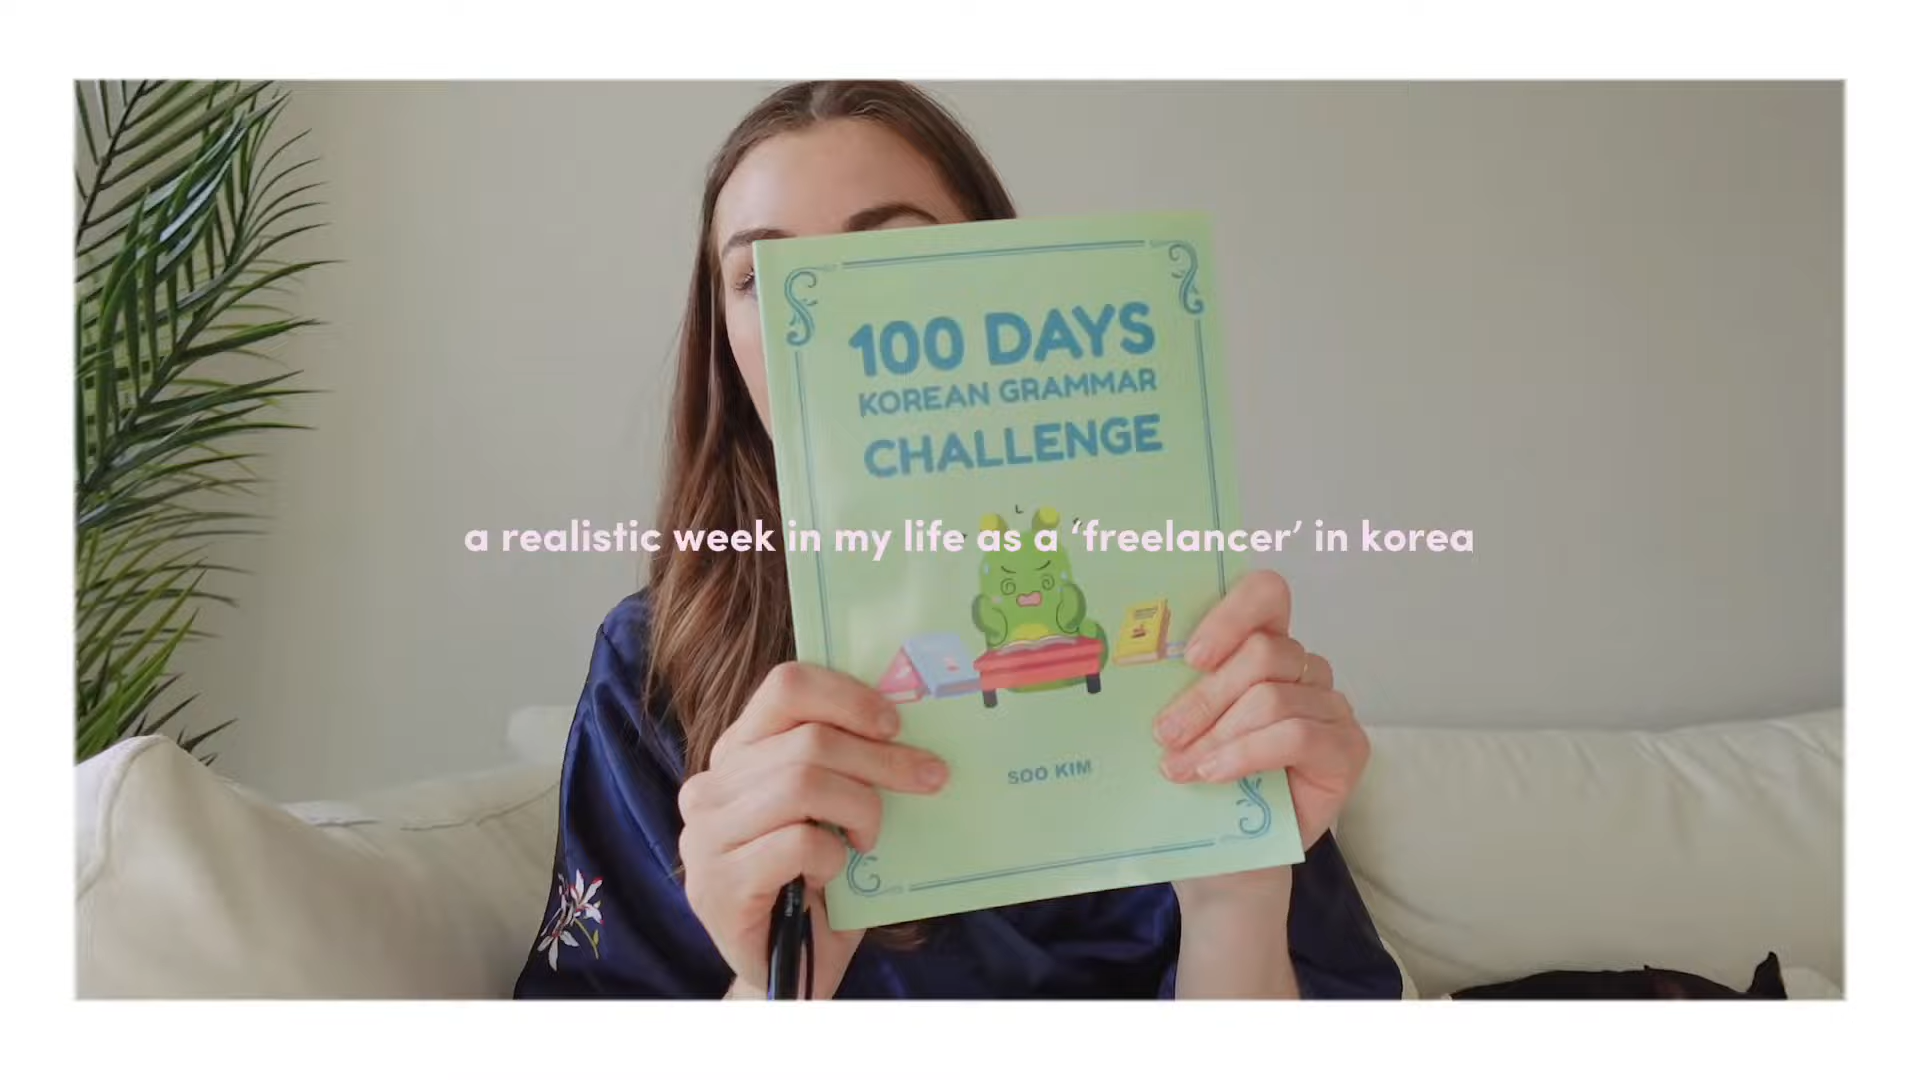 100 DAYS
KOREAN GRAMMAR
CHALLENGE
a realistic week in my life as a ‘freelancer’ in korea
SOO KIM